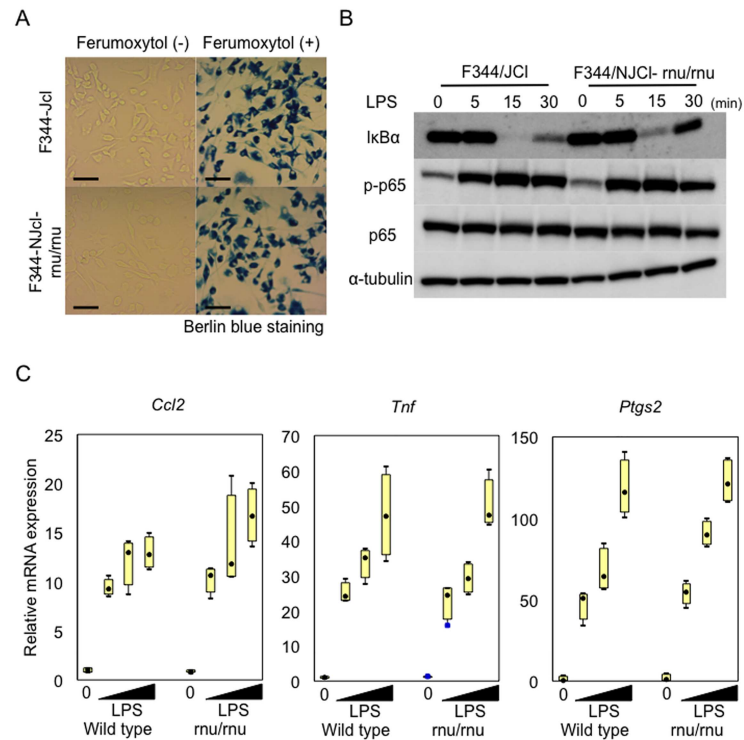 A
Ferumoxytol (-) Ferumoxytol (+)
F344-Jcl
F344-NJcl-
rnu/rnu
Berlin blue staining
B
F344/JCl F344/NJCl- rnu/rnu
LPS 0 5 15 30 0 5 15 30 (min)
IκBα
p-p65
p65
α-tubulin
C
Ccl2 Tnf Ptgs2
Relative mRNA expression
25
20
15
10
5
0
70
60
50
40
30
20
10
0
150
100
50
0
0 0 0 0 0 0
LPS LPS LPS LPS LPS LPS
Wild type rnu/rnu Wild type rnu/rnu Wild type rnu/rnu